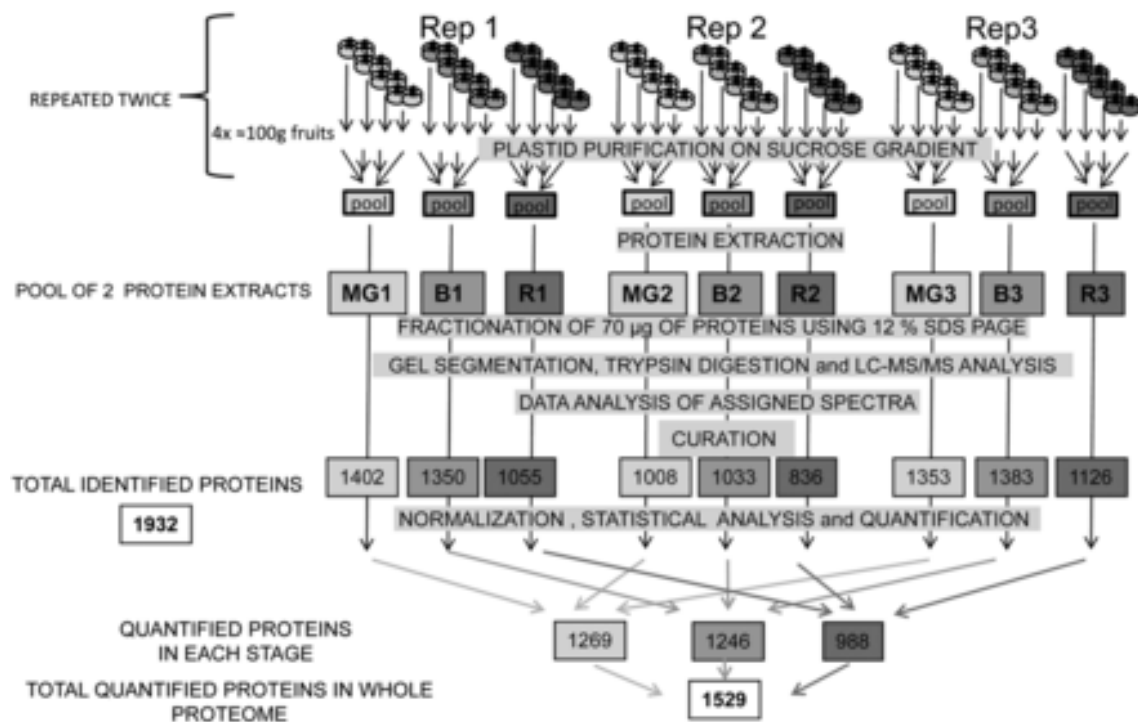 Rep 1 Rep 2 Rep3
REPEATED TWICE
4x ≈100g fruits
PLASTID PURIFICATION ON SUCROSE GRADIENT
pool pool pool pool pool pool pool pool pool
PROTEIN EXTRACTION
POOL OF 2 PROTEIN EXTRACTS MG1 B1 R1 MG2 B2 R2 MG3 B3 R3
FRACTIONATION OF 70 µg OF PROTEINS USING 12 % SDS PAGE
GEL SEGMENTATION, TRYPSIN DIGESTION and LC-MS/MS ANALYSIS
DATA ANALYSIS OF ASSIGNED SPECTRA
CURATION
TOTAL IDENTIFIED PROTEINS 1402 1350 1055 1008 1033 836 1353 1383 1126
1932
NORMALIZATION , STATISTICAL ANALYSIS and QUANTIFICATION
QUANTIFIED PROTEINS
IN EACH STAGE
1269 1246 988
TOTAL QUANTIFIED PROTEINS IN WHOLE
PROTEOME
1529